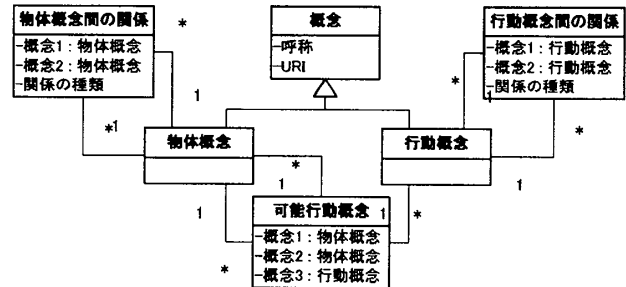 物体概念間の関係
-概念1:物体概念
-概念2:物体概念
-関係の種類
概念
-呼称
-URI
行動概念間の関係
-概念1:行動概念
-概念2:行動概念
-関係の種類
*
*
1
*
1
1
*
*
物体概念
行動概念
*
1
1
1
*
1
*
可能行動概念
-概念1:物体概念
-概念2:物体概念
-概念3:行動概念